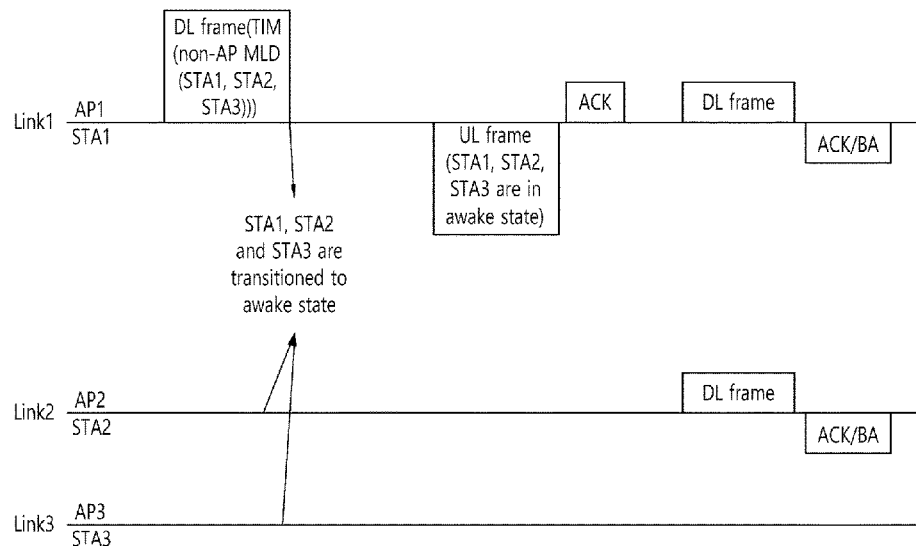 DL frame(TIM
(non-AP MLD
(STA1, STA2,
STA3)))
Link1
AP1
STA1
UL frame
(STA1, STA2,
STA3 are in
awake state)
ACK
DL frame
ACK/BA
STA1, STA2
and STA3 are
transitioned to
awake state
Link2
AP2
STA2
DL frame
ACK/BA
Link3
AP3
STA3